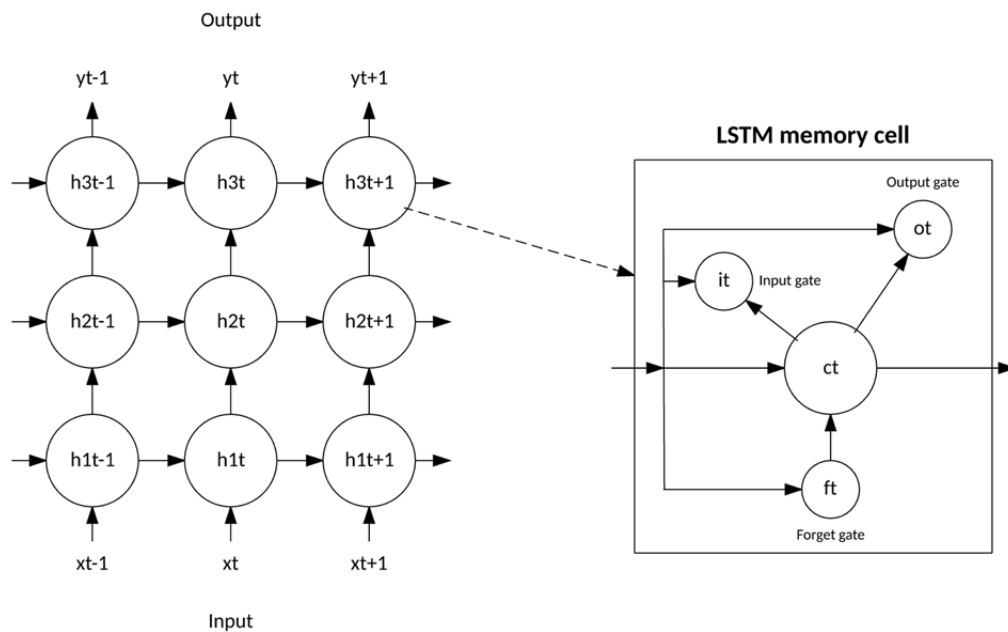 Output
yt-1 yt yt+1
h3t-1 h3t h3t+1
h2t-1 h2t h2t+1
h1t-1 h1t h1t+1
xt-1 xt xt+1
Input
LSTM memory cell
Output gate
ot
it Input gate
ct
ft
Forget gate